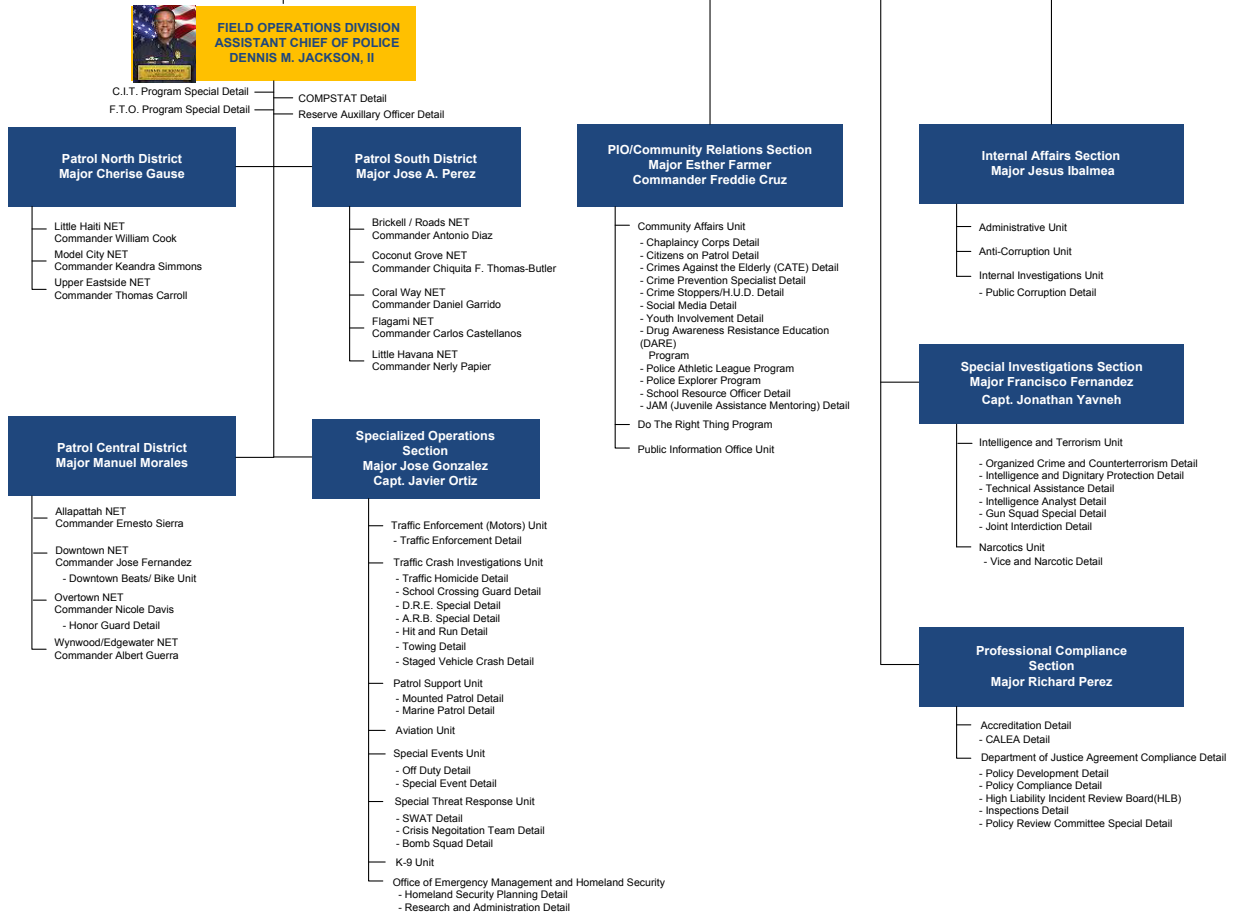 FIELD OPERATIONS DIVISION
ASSISTANT CHIEF OF POLICE
DENNIS M. JACKSON, II
C.I.T. Program Special Detail
F.T.O. Program Special Detail
COMPSTAT Detail
Reserve Auxillary Officer Detail
Patrol North District
Major Cherise Gause
Little Haiti NET
Commander William Cook
Model City NET
Commander Keandra Simmons
Upper Eastside NET
Commander Thomas Carroll
Patrol South District
Major Jose A. Perez
Brickell / Roads NET
Commander Antonio Diaz
Coconut Grove NET
Commander Chiquita F. Thomas-Butler
Coral Way NET
Commander Daniel Garrido
Flagami NET
Commander Carlos Castellanos
Little Havana NET
Commander Nerly Papier
Patrol Central District
Major Manuel Morales
Allapattah NET
Commander Ernesto Sierra
Downtown NET
Commander Jose Fernandez
- Downtown Beats/ Bike Unit
Overtown NET
Commander Nicole Davis
- Honor Guard Detail
Wynwood/Edgewater NET
Commander Albert Guerra
Specialized Operations
Section
Major Jose Gonzalez
Capt. Javier Ortiz
Traffic Enforcement (Motors) Unit
- Traffic Enforcement Detail
Traffic Crash Investigations Unit
- Traffic Homicide Detail
- School Crossing Guard Detail
- D.R.E. Special Detail
- A.R.B. Special Detail
- Hit and Run Detail
- Towing Detail
- Staged Vehicle Crash Detail
Patrol Support Unit
- Mounted Patrol Detail
- Marine Patrol Detail
Aviation Unit
Special Events Unit
- Off Duty Detail
- Special Event Detail
Special Threat Response Unit
- SWAT Detail
- Crisis Negoitation Team Detail
- Bomb Squad Detail
K-9 Unit
Office of Emergency Management and Homeland Security
- Homeland Security Planning Detail
- Research and Administration Detail
PIO/Community Relations Section
Major Esther Farmer
Commander Freddie Cruz
Community Affairs Unit
- Chaplaincy Corps Detail
- Citizens on Patrol Detail
- Crimes Against the Elderly (CATE) Detail
- Crime Prevention Specialist Detail
- Crime Stoppers/H.U.D. Detail
- Social Media Detail
- Youth Involvement Detail
- Drug Awareness Resistance Education
(DARE)
Program
- Police Athletic League Program
- Police Explorer Program
- School Resource Officer Detail
- JAM (Juvenile Assistance Mentoring) Detail
Do The Right Thing Program
Public Information Office Unit
Internal Affairs Section
Major Jesus Ibalmea
Administrative Unit
Anti-Corruption Unit
Internal Investigations Unit
- Public Corruption Detail
Special Investigations Section
Major Francisco Fernandez
Capt. Jonathan Yavneh
Intelligence and Terrorism Unit
- Organized Crime and Counterterrorism Detail
- Intelligence and Dignitary Protection Detail
- Technical Assistance Detail
- Intelligence Analyst Detail
- Gun Squad Special Detail
- Joint Interdiction Detail
Narcotics Unit
- Vice and Narcotic Detail
Professional Compliance
Section
Major Richard Perez
Accreditation Detail
- CALEA Detail
Department of Justice Agreement Compliance Detail
- Policy Development Detail
- Policy Compliance Detail
- High Liability Incident Review Board(HLB)
- Inspections Detail
- Policy Review Committee Special Detail